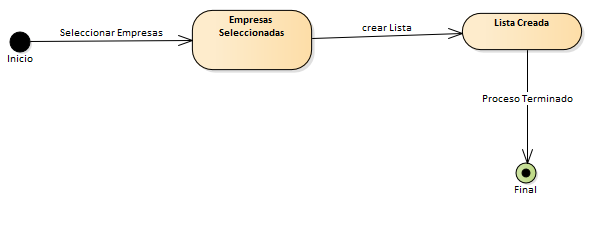 Inicio
Seleccionar Empresas
Empresas
Seleccionadas
crear Lista
Lista Creada
Proceso Terminado
Final